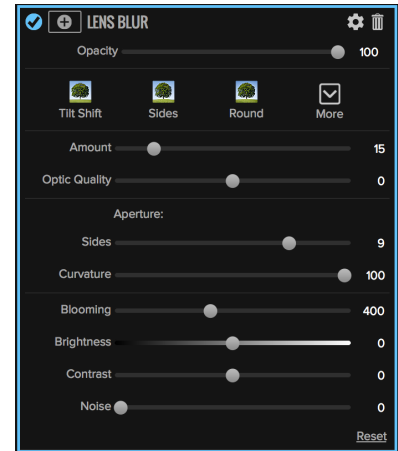 LENS BLUR
Opacity 100
Tilt Shift Sides Round More
Amount 15
Optic Quality 0
Aperture:
Sides 9
Curvature 100
Blooming 400
Brightness 0
Contrast 0
Noise 0
Reset